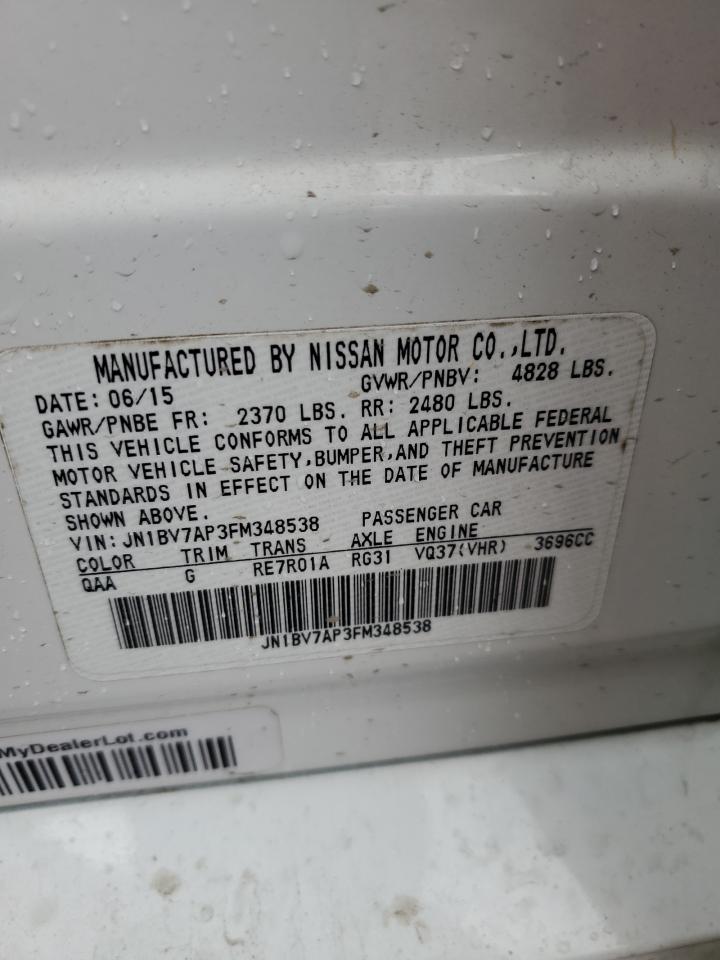 MANUFACTURED BY NISSAN MOTOR CO.,LTD.
DATE: 06/15 GVWR/PNBV: 4828 LBS.
GAWR/PNBE FR: 2370 LBS. RR: 2480 LBS.
THIS VEHICLE CONFORMS TO ALL APPLICABLE FEDERAL
MOTOR VEHICLE SAFETY,BUMPER,AND THEFT PREVENTION
STANDARDS IN EFFECT ON THE DATE OF MANUFACTURE
SHOWN ABOVE.
VIN: JN1BV7AP3FM348538 PASSENGER CAR
COLOR TRIM TRANS AXLE ENGINE
QAA G RE7R01A RG31 VQ37(VHR) 3696CC
JN1BV7AP3FM348538
MyDealerLot.com